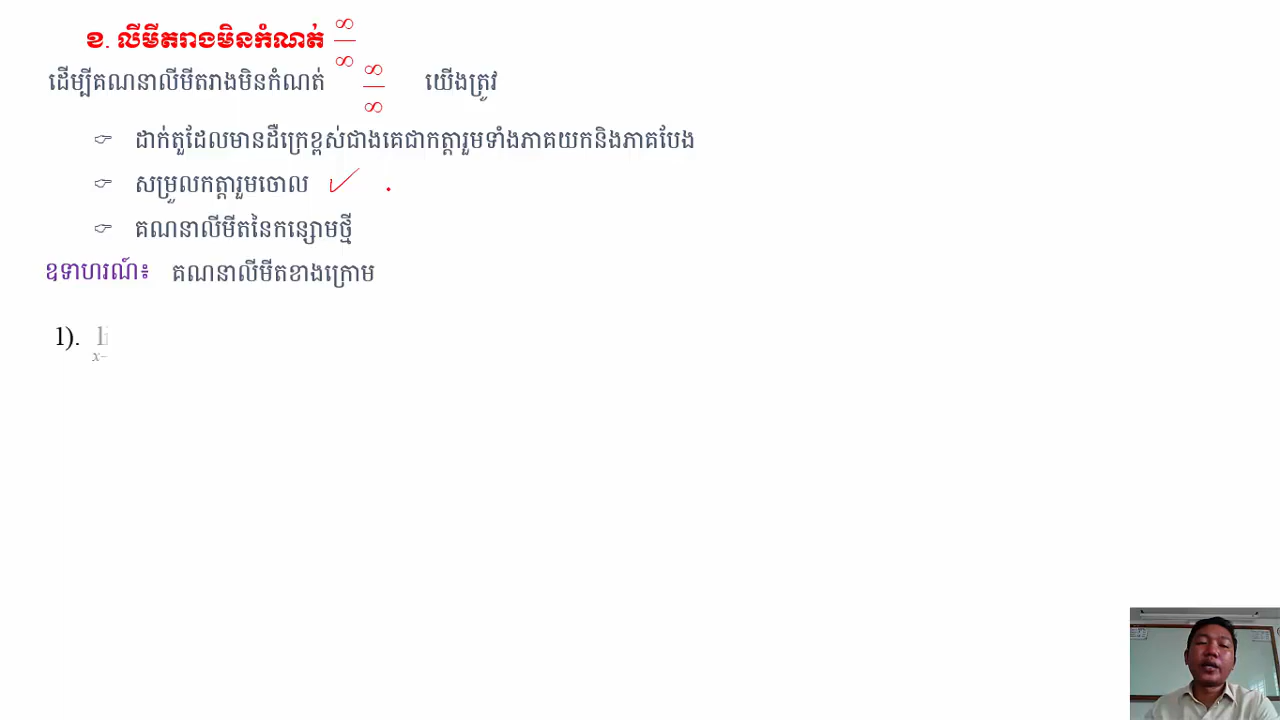 ខ. លីមីតរាងមិនកំណត់ ∞/∞
ដើម្បីគណនាលីមីតរាងមិនកំណត់ ∞/∞ យើងត្រូវ
☞ ដាក់តួដែលមានដឺក្រេខ្ពស់ជាងគេជាកត្តារួមទាំងភាគយកនិងភាគបែង
☞ សម្រួលកត្តារួមចោល ✓
☞ គណនាលីមីតនៃកន្សោមថ្មី
ឧទាហរណ៍៖ គណនាលីមីតខាងក្រោម
1).